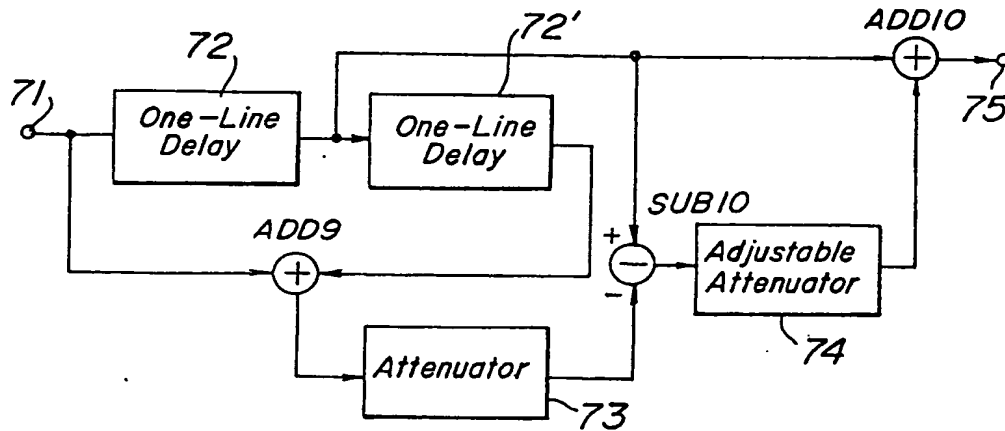 72'
ADD10
72
71
One-Line
Delay
One-Line
Delay
75
SUB10
ADD9
+
+
+
−
-
Adjustable
Attenuator
Attenuator
74
73